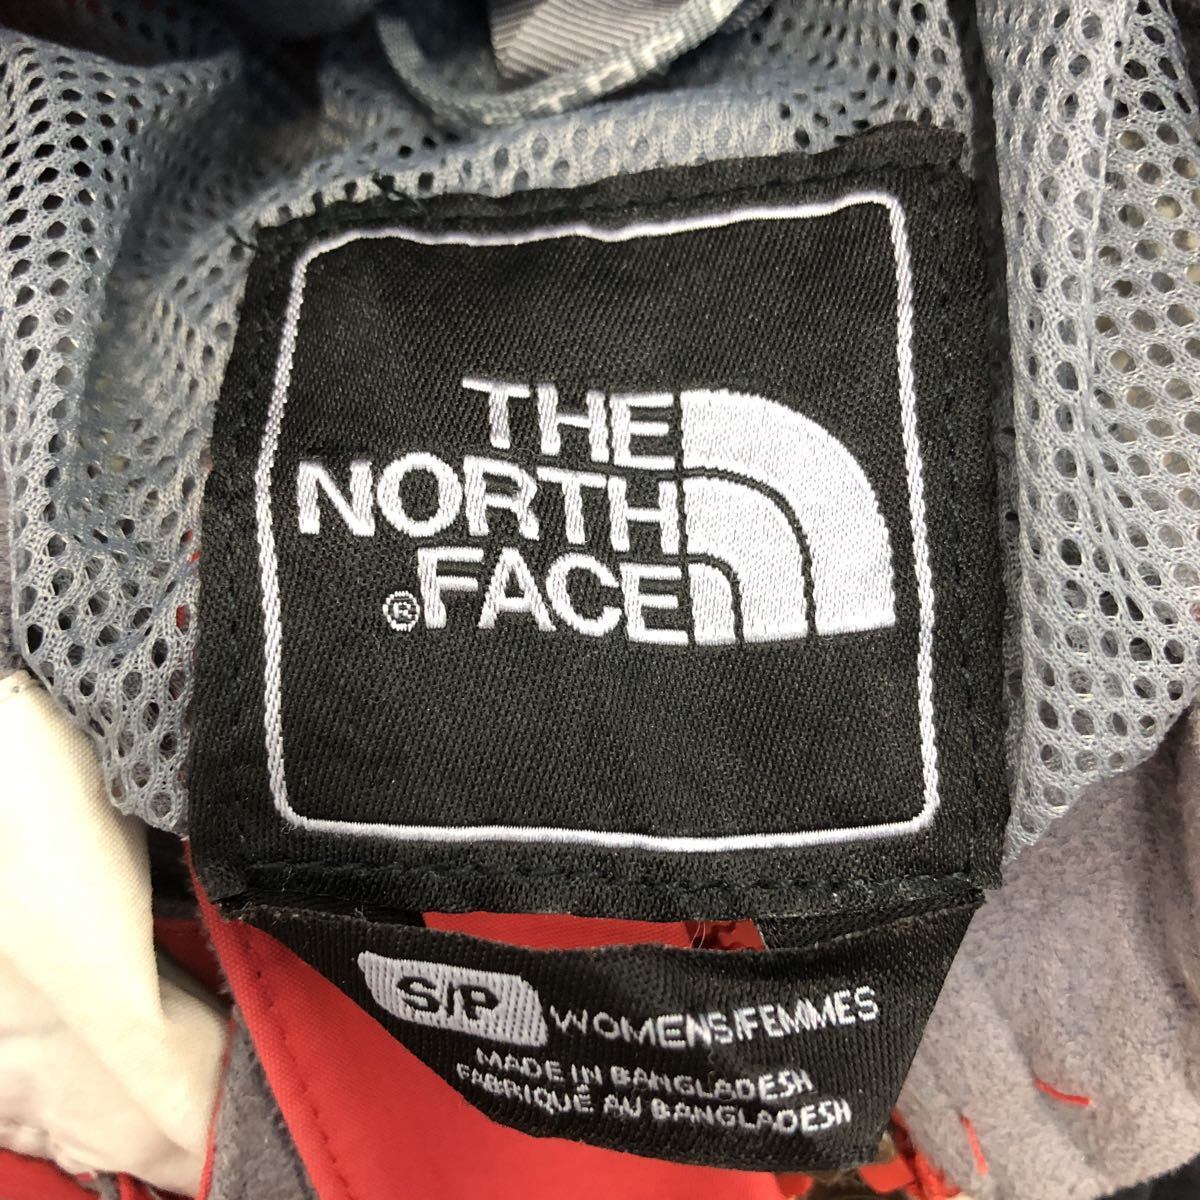 THE
NORTH
®FACE
S/P WOMENS/FEMMES
MADE IN BANGLADESH
FABRIQUÉ AU BANGLADESH